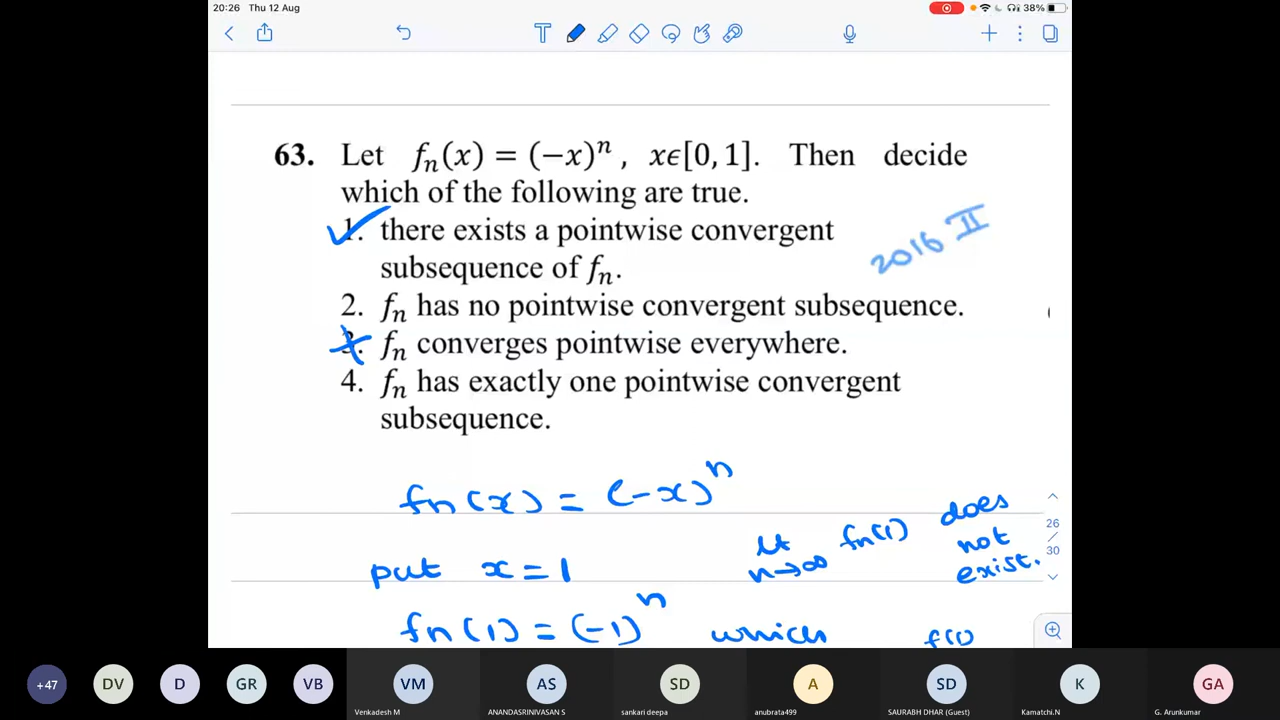 20:26 Thu 12 Aug
38%
63. Let fₙ(x) = (−x)ⁿ , xϵ[0, 1]. Then decide
which of the following are true.
1. there exists a pointwise convergent
subsequence of fₙ.
2016 II
2. fₙ has no pointwise convergent subsequence.
3. fₙ converges pointwise everywhere.
4. fₙ has exactly one pointwise convergent
subsequence.
fn(x) = (-x)ⁿ
put x = 1
lt n→∞ fn(1) does not exist.
26 / 30
fn(1) = (-1)ⁿ which f(1)
+47 DV D GR VB VM AS SD A SD K GA
Venkadesh M ANANDASRINIVASAN S sankari deepa anubrata499 SAURABH DHAR (Guest) Kamatchi.N G. Arunkumar